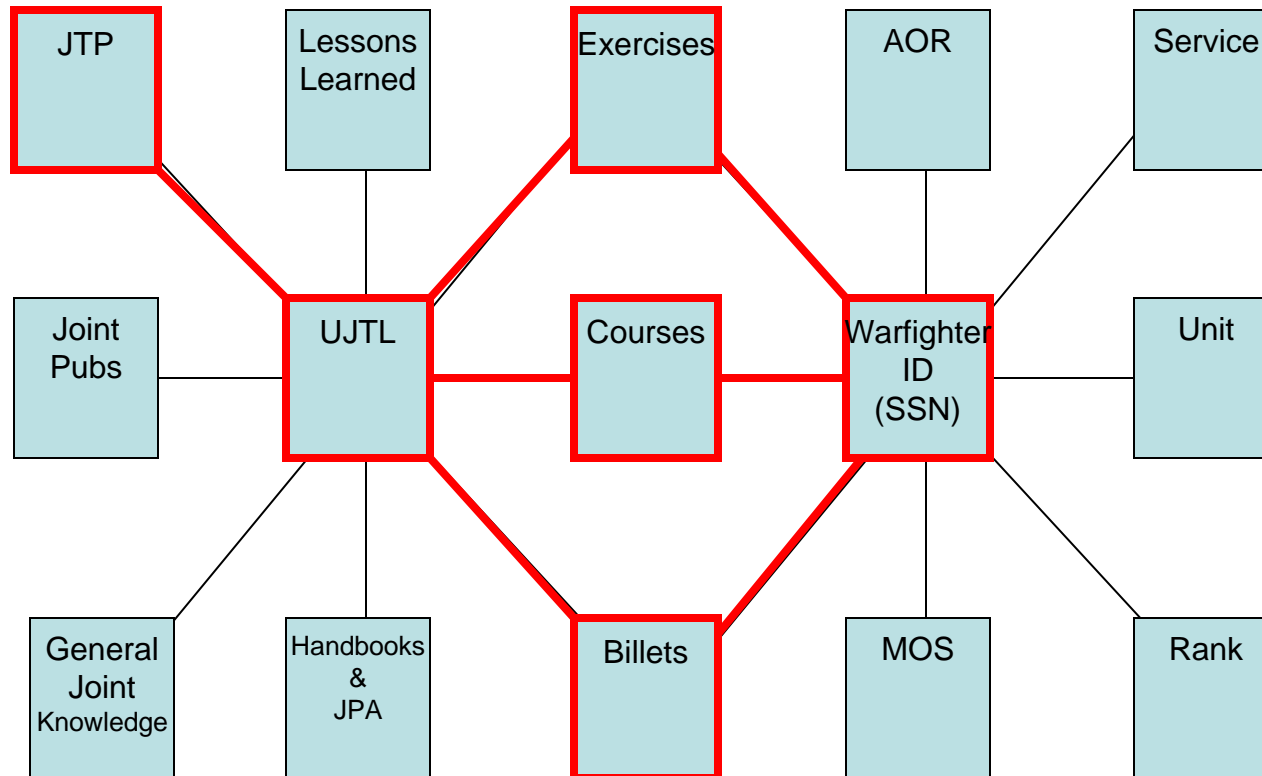 JTP
Lessons
Learned
Exercises
AOR
Service
Joint
Pubs
UJTL
Courses
Warfighter
ID
(SSN)
Unit
General
Joint
Knowledge
Handbooks
&
JPA
Billets
MOS
Rank